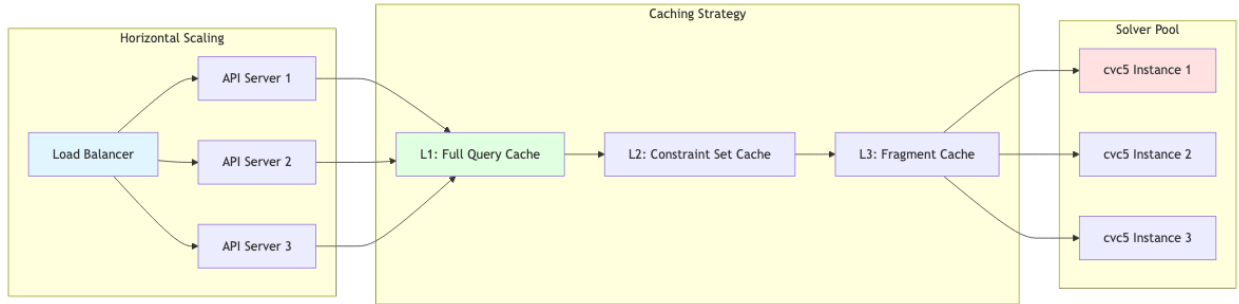 Horizontal Scaling
Load Balancer
API Server 1
API Server 2
API Server 3
Caching Strategy
L1: Full Query Cache
L2: Constraint Set Cache
L3: Fragment Cache
Solver Pool
cvc5 Instance 1
cvc5 Instance 2
cvc5 Instance 3